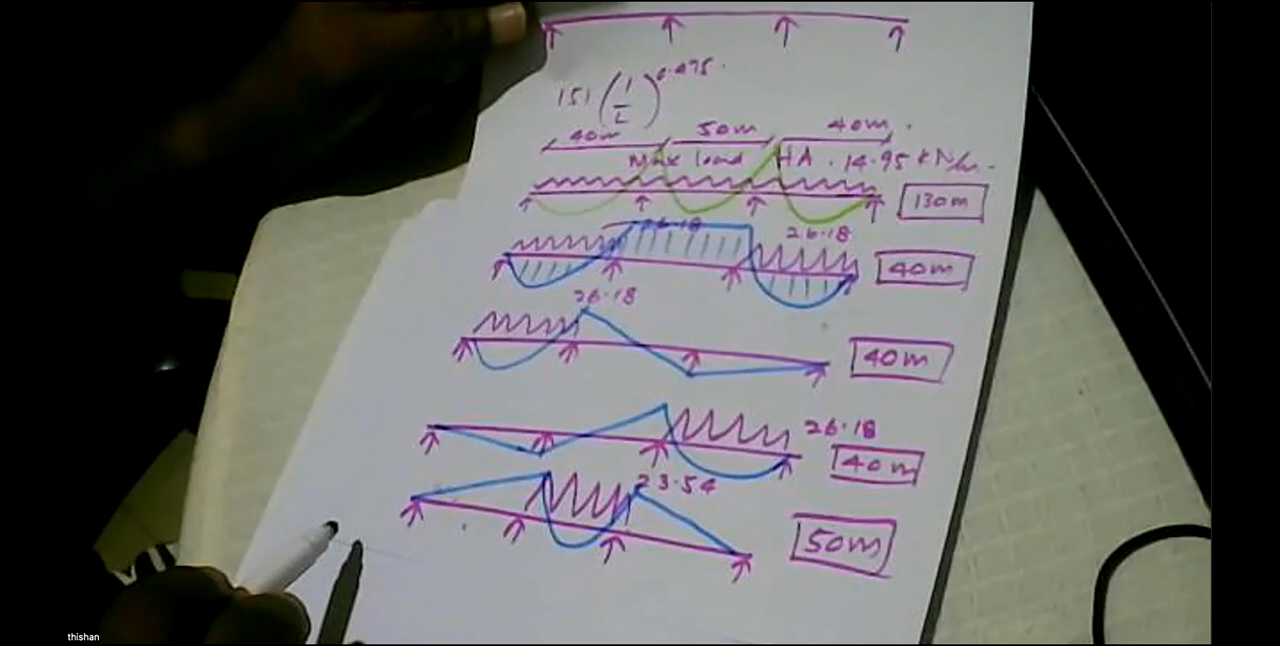 151 (1/L)^0.475.
40m 50m 40m.
Max load HA. 14.95 kN/m.
130m
26.18 26.18
40m
26.18
40m
26.18
40m
23.54
50m
thishan